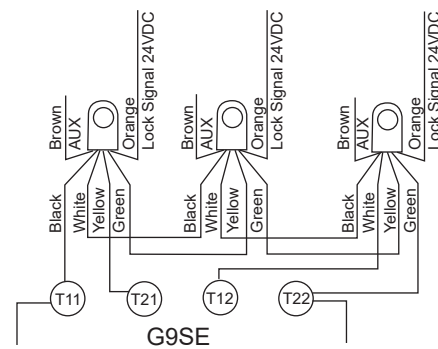 Brown
AUX
Orange
Lock Signal 24VDC
Brown
AUX
Orange
Lock Signal 24VDC
Brown
AUX
Orange
Lock Signal 24VDC
Black
White
Yellow
Green
Black
White
Yellow
Green
Black
White
Yellow
Green
T11
T21
T12
T22
G9SE